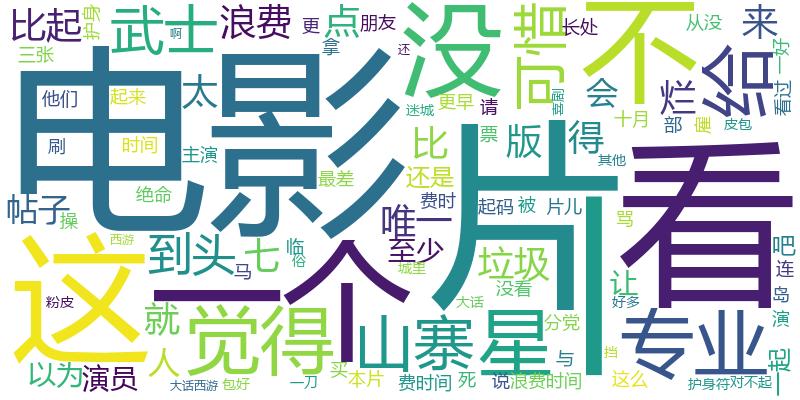 比起
护身
武士
啊
浪费
更
点
朋友
拿
还
没
可惜
不
长处
从没
来
三张
他们
起来
太
电影
迷城
更早
请
喜剧
会
烂
给
一好
看过
刷
时间
主演
比
票
版
得
十月
部
雇
皮包
绝命
最差
还是
片
其他
看
帖子
操
费时
唯一
起码
被
片儿
骂
西游
到头
七
临
俗
至少
垃圾
没看
让
吧
连
岛
演
这
马
一个
城里
大话
好多
粉皮
就
觉得
山寨
星
分党
专业
一起
以为
演员
人
大话西游
包好
一刀
买
本片
费时间
死
说
浪费时间
与
挡
这么
护身符
对不起